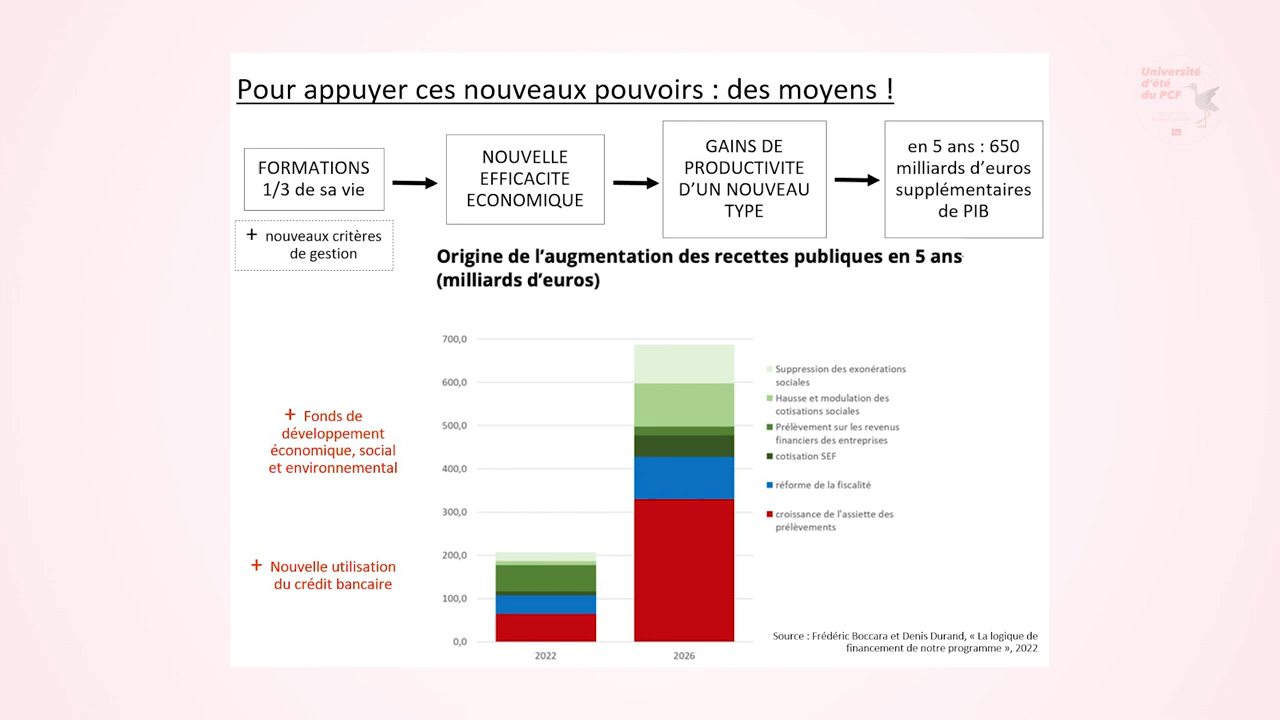 Pour appuyer ces nouveaux pouvoirs : des moyens !
Université
d'été
du PCF
FORMATIONS
1/3 de sa vie
NOUVELLE
EFFICACITE
ECONOMIQUE
GAINS DE
PRODUCTIVITE
D'UN NOUVEAU
TYPE
en 5 ans : 650
milliards d'euros
supplémentaires
de PIB
+ nouveaux critères
de gestion
Origine de l'augmentation des recettes publiques en 5 ans
(milliards d'euros)
+ Fonds de
développement
économique, social
et environnemental
+ Nouvelle utilisation
du crédit bancaire
700,0
600,0
500,0
400,0
300,0
200,0
100,0
0,0
2022
2026
Suppression des exonérations
sociales
Hausse et modulation des
cotisations sociales
Prélèvement sur les revenus
financiers des entreprises
cotisation SEF
réforme de la fiscalité
croissance de l'assiette des
prélèvements
Source : Frédéric Boccara et Denis Durand, « La logique de
financement de notre programme », 2022